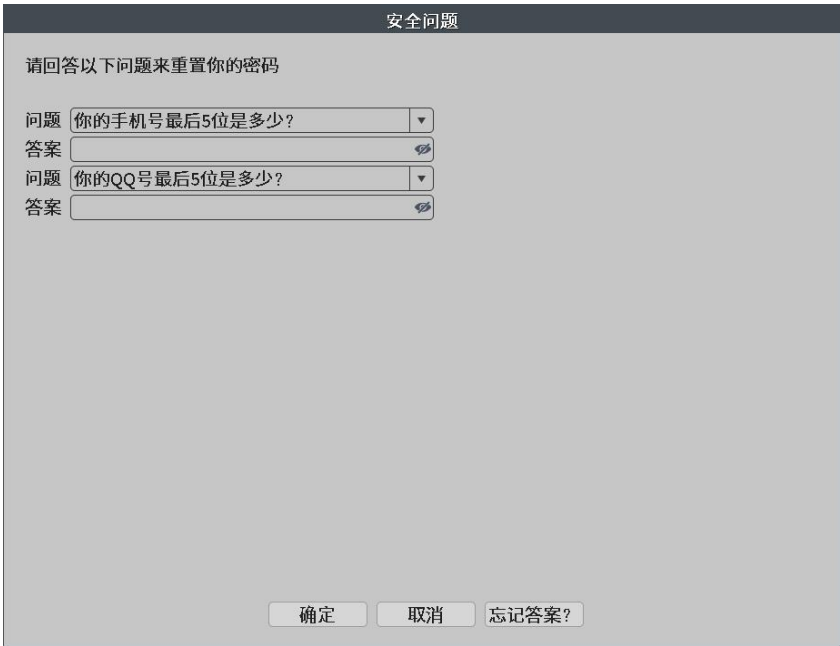 安全问题
请回答以下问题来重置你的密码
问题 你的手机号最后5位是多少?
答案
问题 你的QQ号最后5位是多少?
答案
确定 取消 忘记答案?